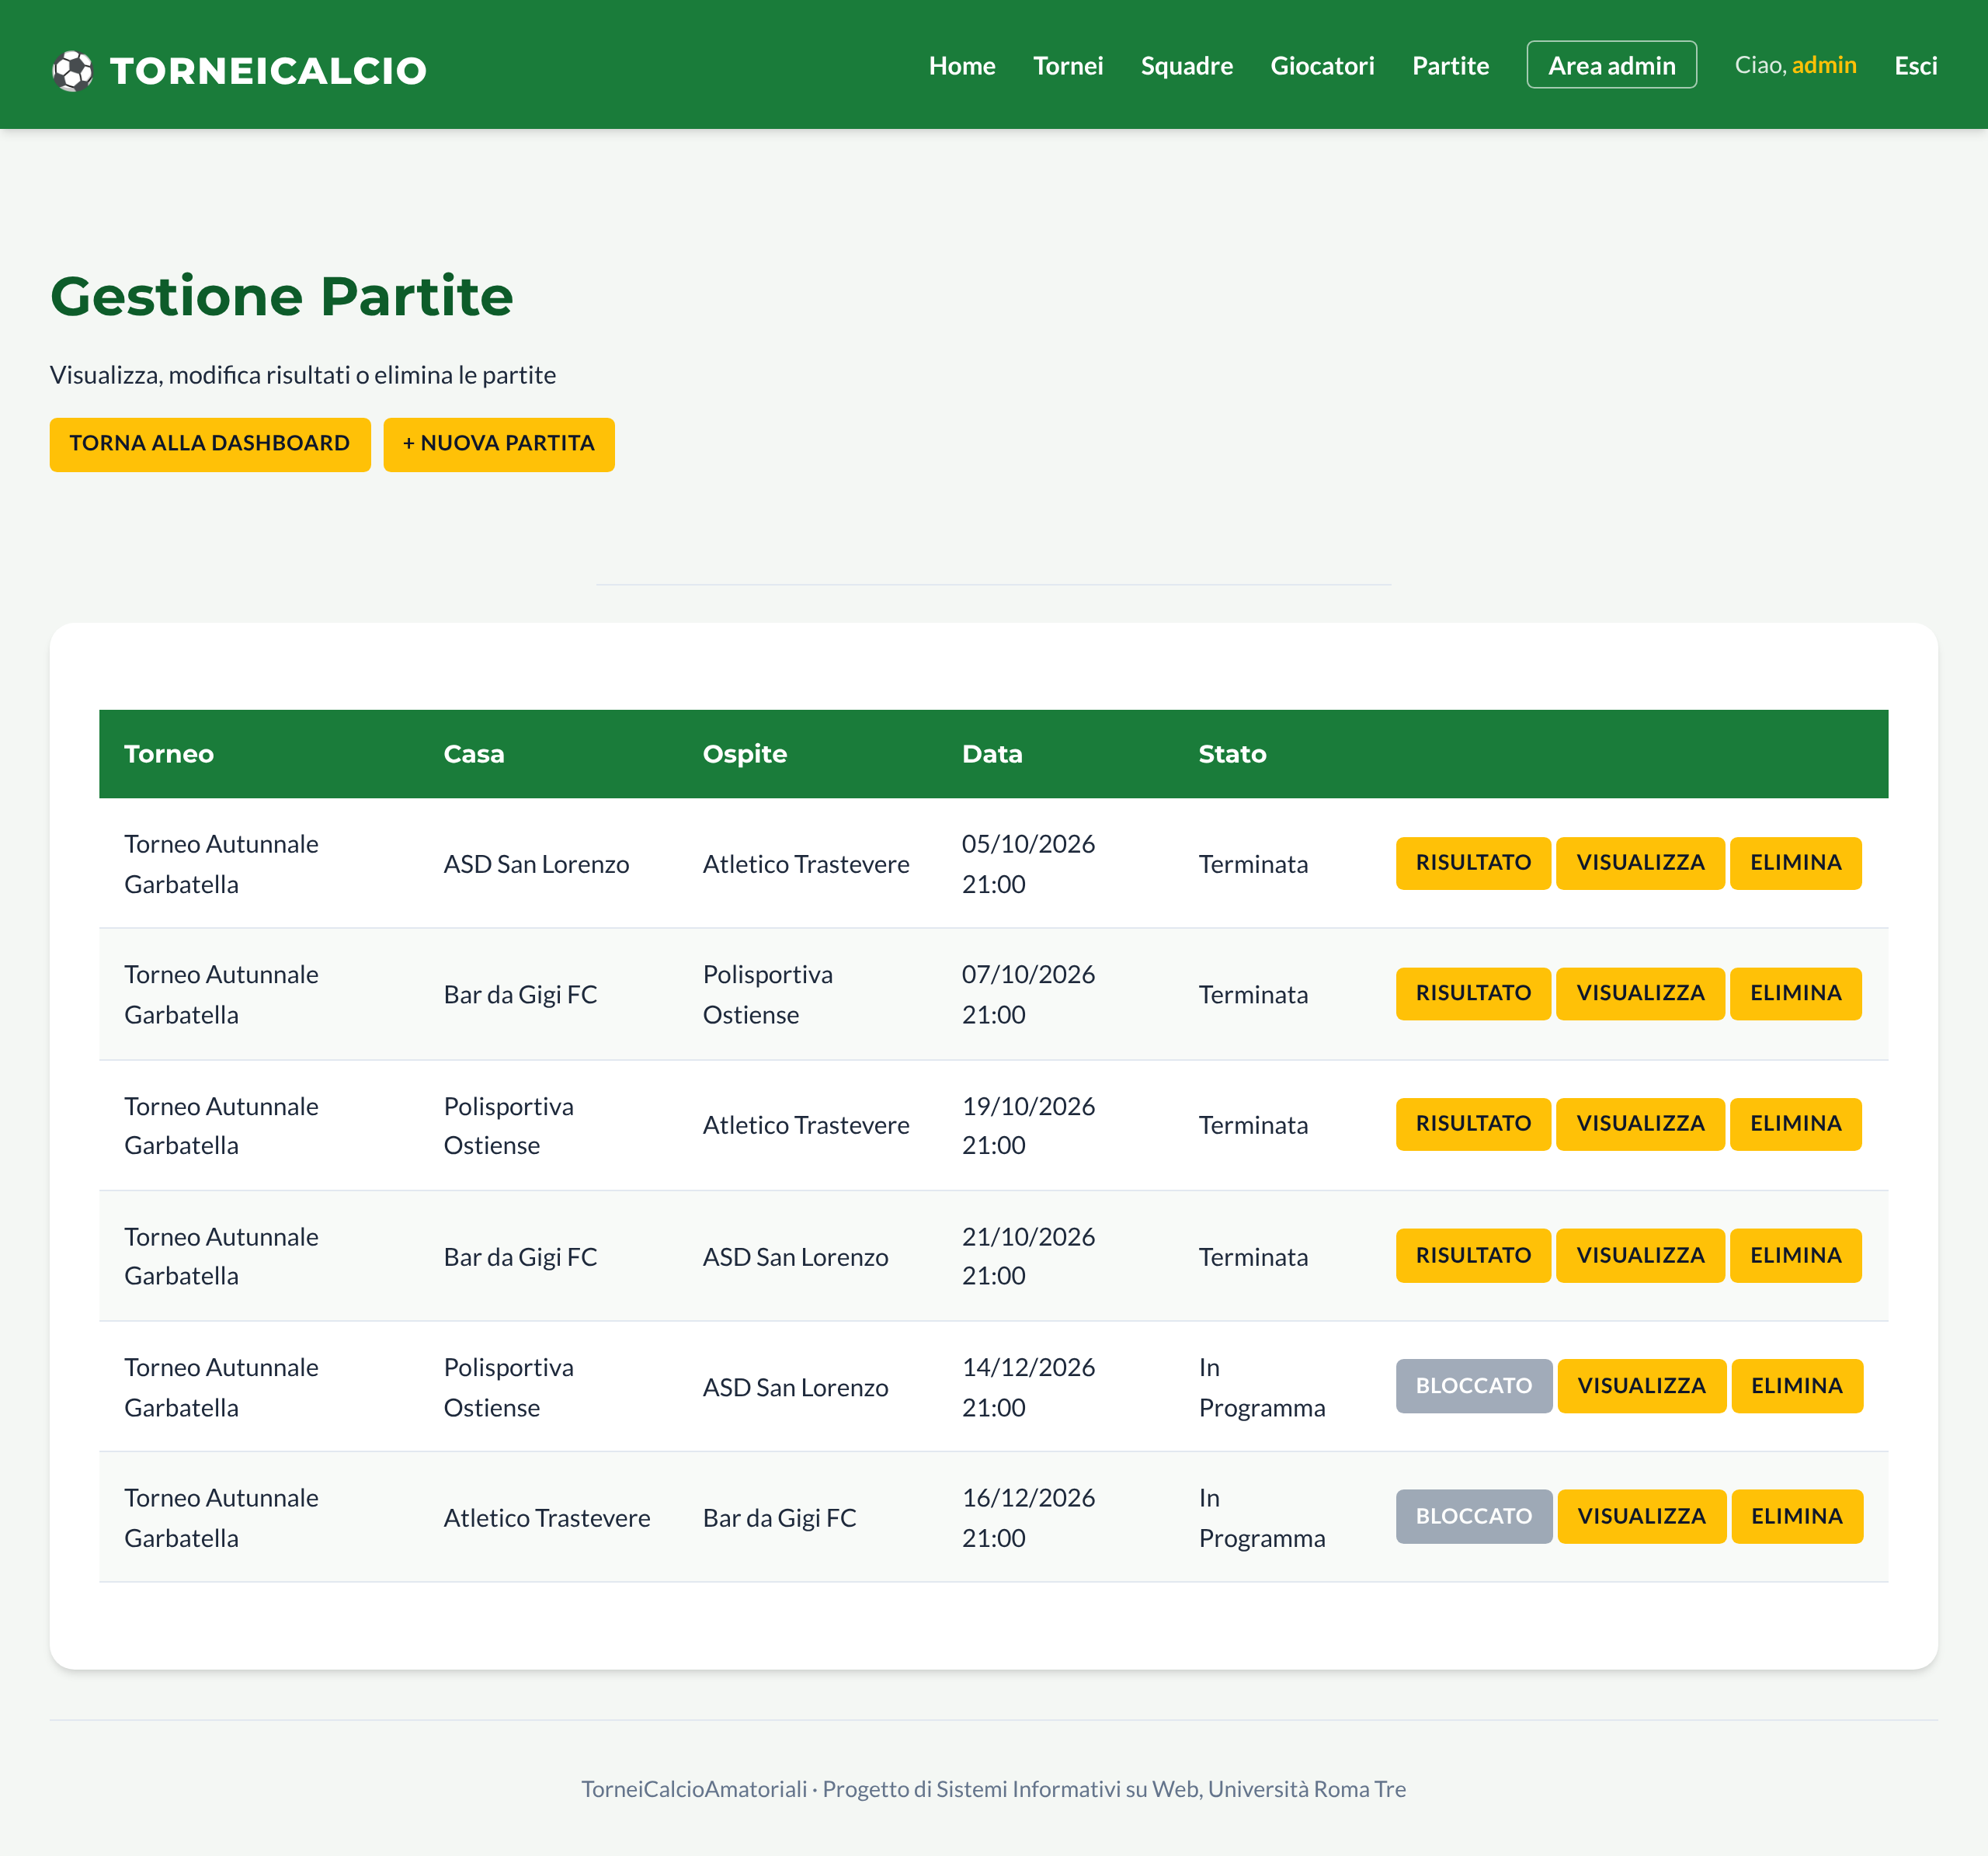 TORNEICALCIO
Home Tornei Squadre Giocatori Partite Area admin Ciao, admin Esci
Gestione Partite
Visualizza, modifica risultati o elimina le partite
TORNA ALLA DASHBOARD + NUOVA PARTITA
Torneo Casa Ospite Data Stato
Torneo Autunnale Garbatella ASD San Lorenzo Atletico Trastevere 05/10/2026 21:00 Terminata RISULTATO VISUALIZZA ELIMINA
Torneo Autunnale Garbatella Bar da Gigi FC Polisportiva Ostiense 07/10/2026 21:00 Terminata RISULTATO VISUALIZZA ELIMINA
Torneo Autunnale Garbatella Polisportiva Ostiense Atletico Trastevere 19/10/2026 21:00 Terminata RISULTATO VISUALIZZA ELIMINA
Torneo Autunnale Garbatella Bar da Gigi FC ASD San Lorenzo 21/10/2026 21:00 Terminata RISULTATO VISUALIZZA ELIMINA
Torneo Autunnale Garbatella Polisportiva Ostiense ASD San Lorenzo 14/12/2026 21:00 In Programma BLOCCATO VISUALIZZA ELIMINA
Torneo Autunnale Garbatella Atletico Trastevere Bar da Gigi FC 16/12/2026 21:00 In Programma BLOCCATO VISUALIZZA ELIMINA
TorneiCalcioAmatoriali · Progetto di Sistemi Informativi su Web, Università Roma Tre